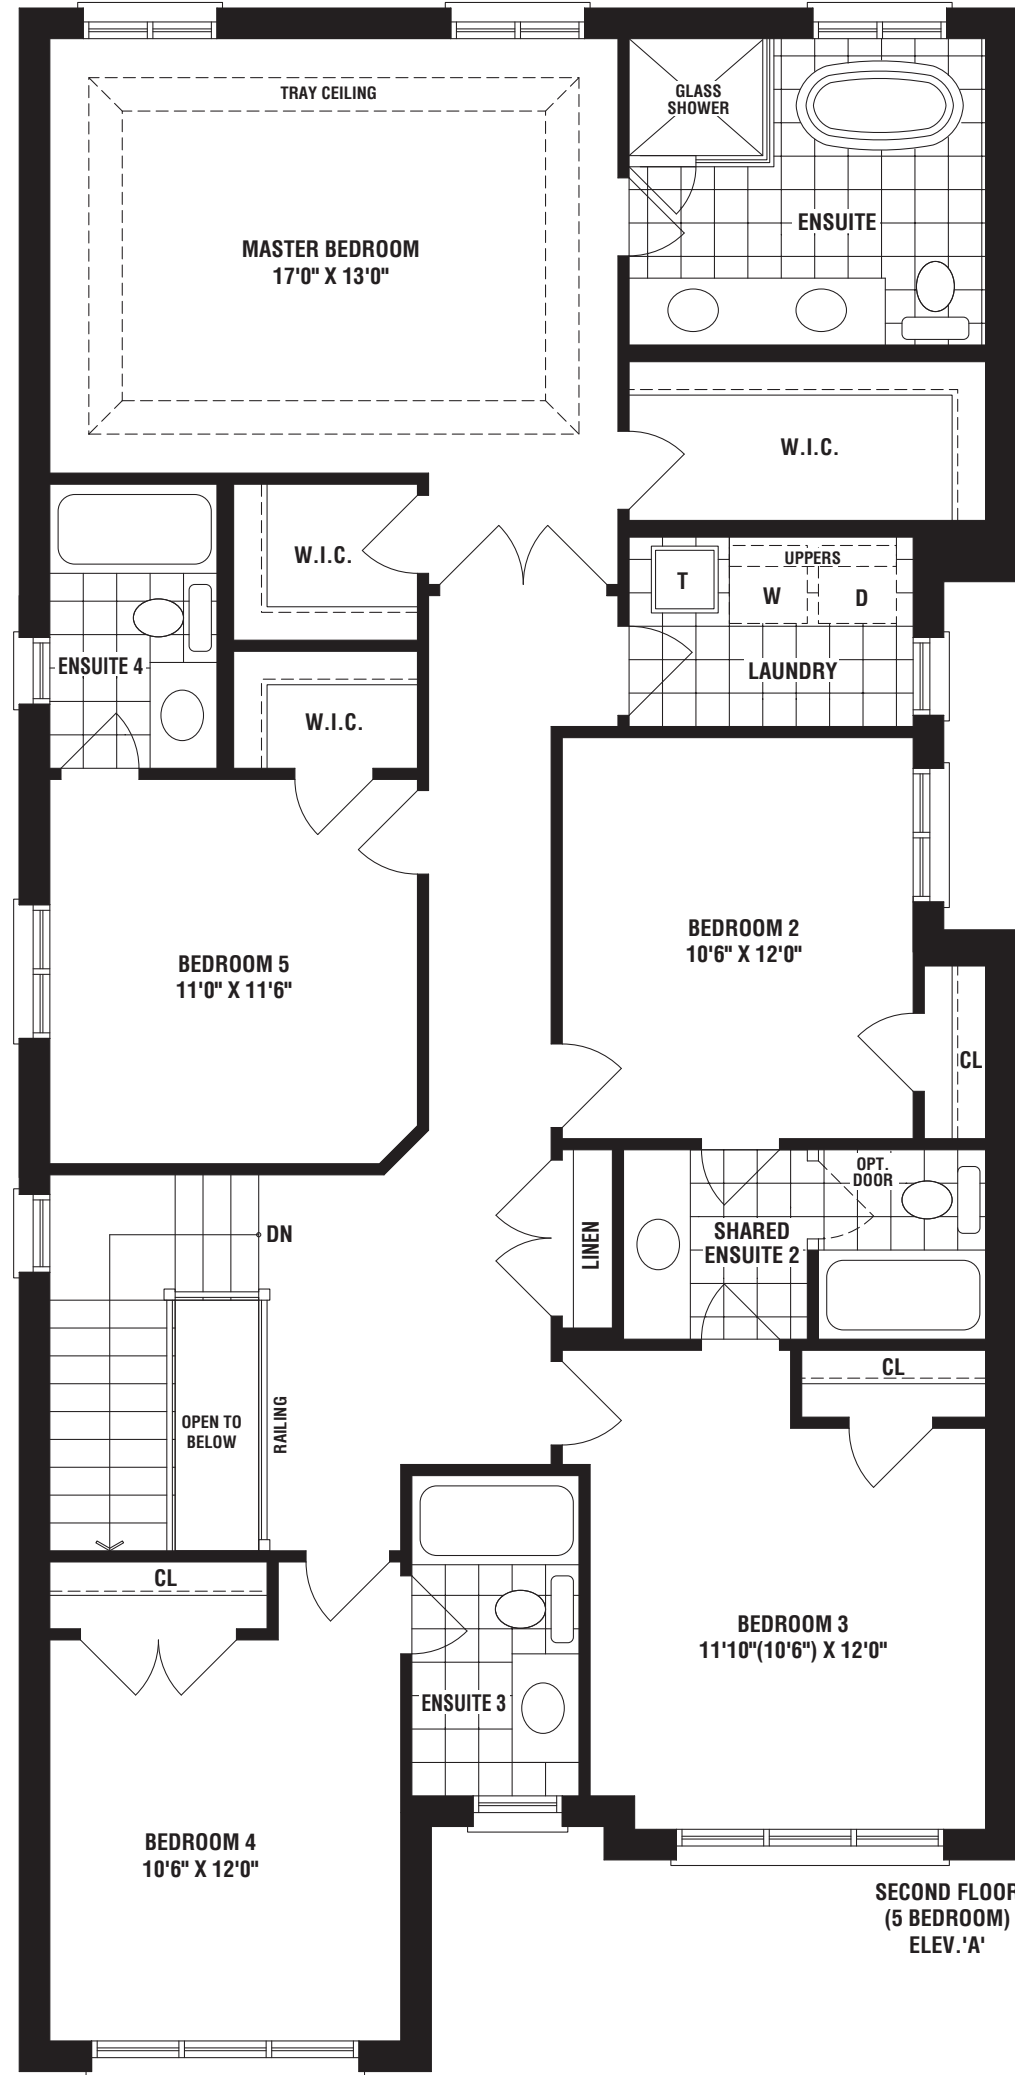 TRAY CEILING
GLASS
SHOWER
ENSUITE
MASTER BEDROOM
17'0" X 13'0"
W.I.C.
W.I.C.
UPPERS
T
W
D
LAUNDRY
ENSUITE 4
W.I.C.
BEDROOM 2
10'6" X 12'0"
BEDROOM 5
11'0" X 11'6"
CL
OPT.
DOOR
SHARED
ENSUITE 2
LINEN
DN
CL
OPEN TO
BELOW
RAILING
CL
BEDROOM 3
11'10"(10'6") X 12'0"
ENSUITE 3
BEDROOM 4
10'6" X 12'0"
SECOND FLOOR
(5 BEDROOM)
ELEV.'A'